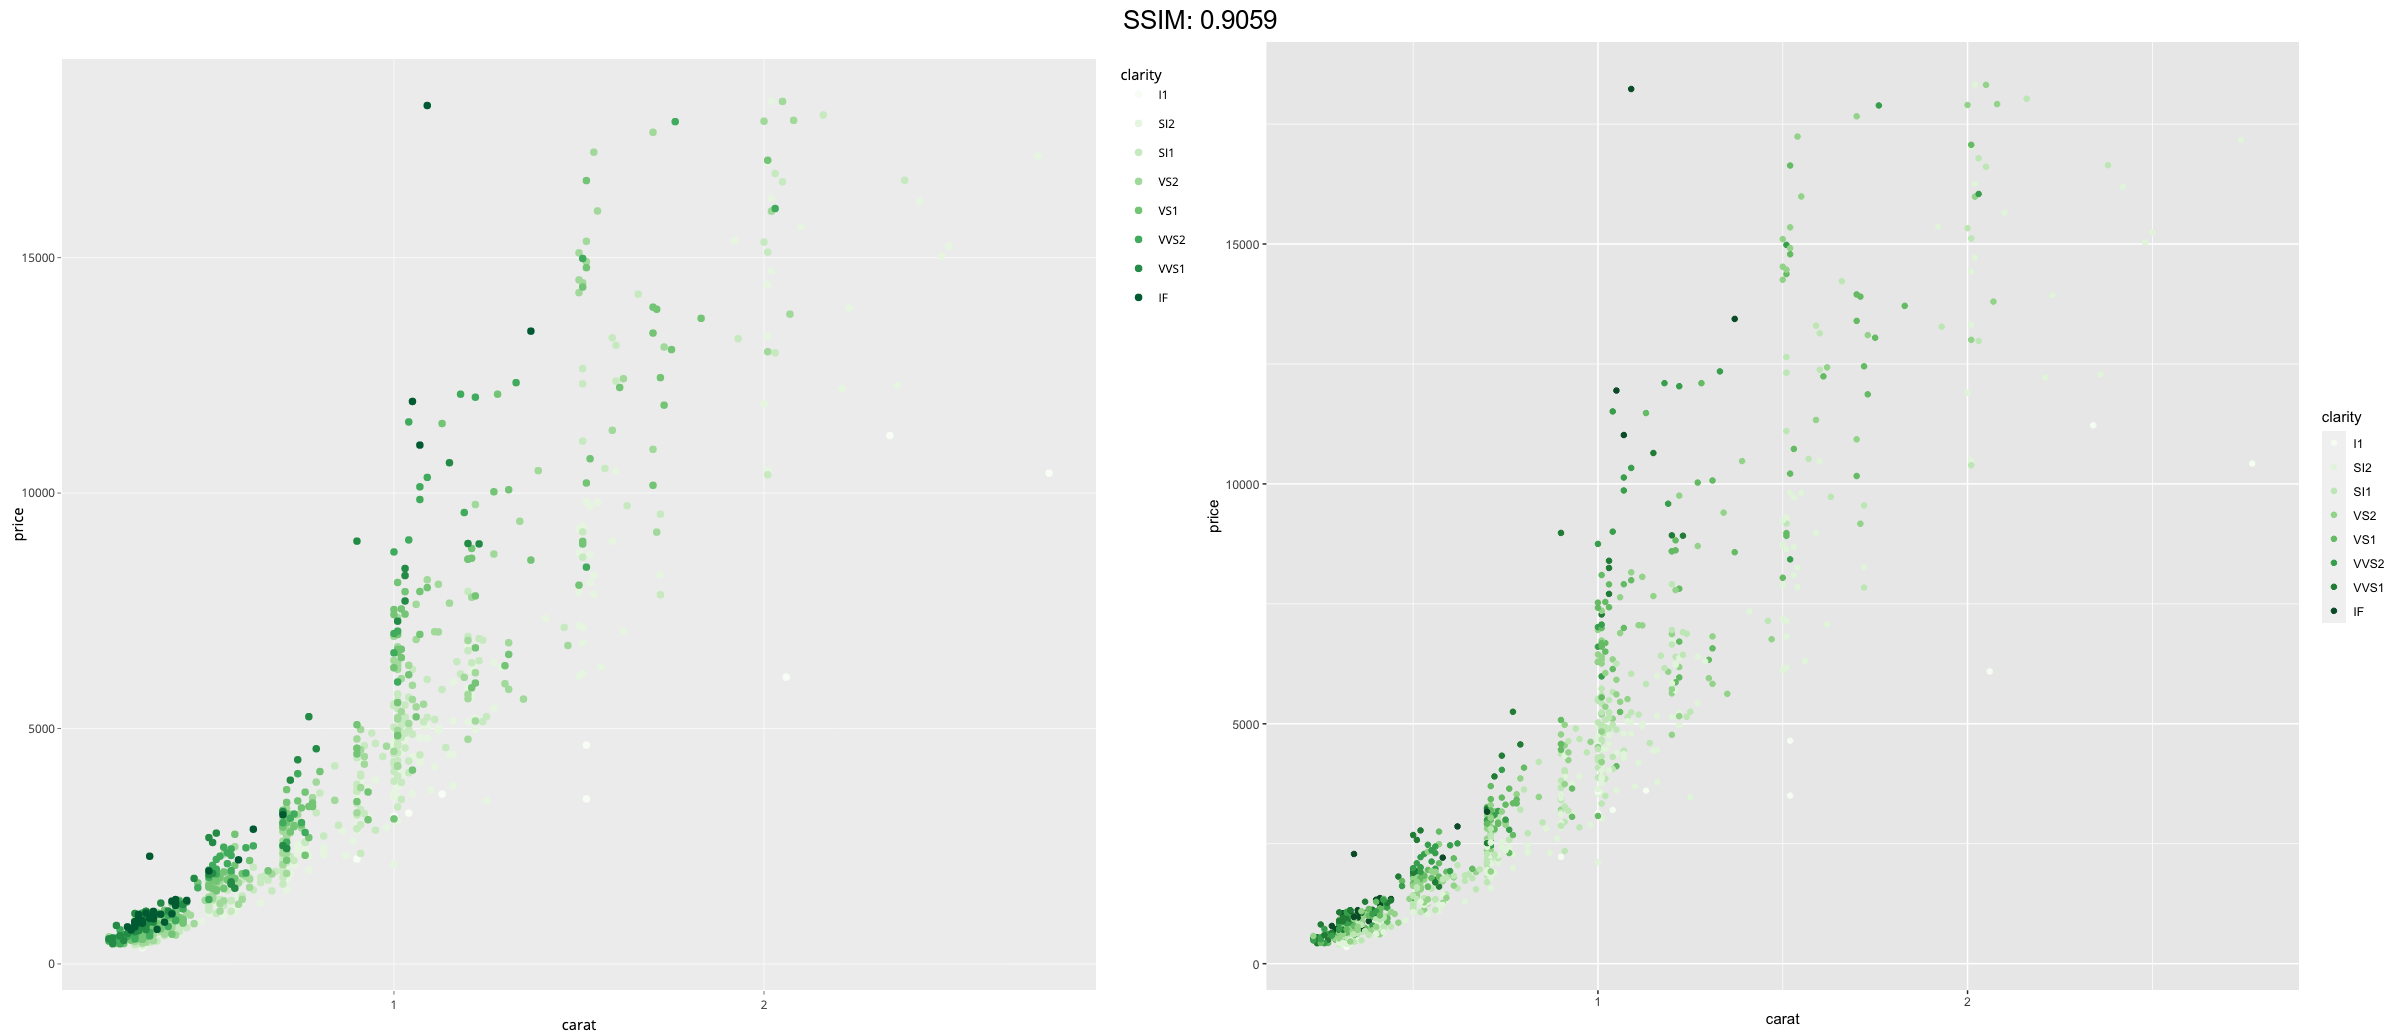 SSIM: 0.9059
clarity
I1
SI2
SI1
VS2
VS1
VVS2
VVS1
IF
15000
10000
5000
0
price
1
2
carat
15000
10000
5000
0
price
1
2
carat
clarity
I1
SI2
SI1
VS2
VS1
VVS2
VVS1
IF